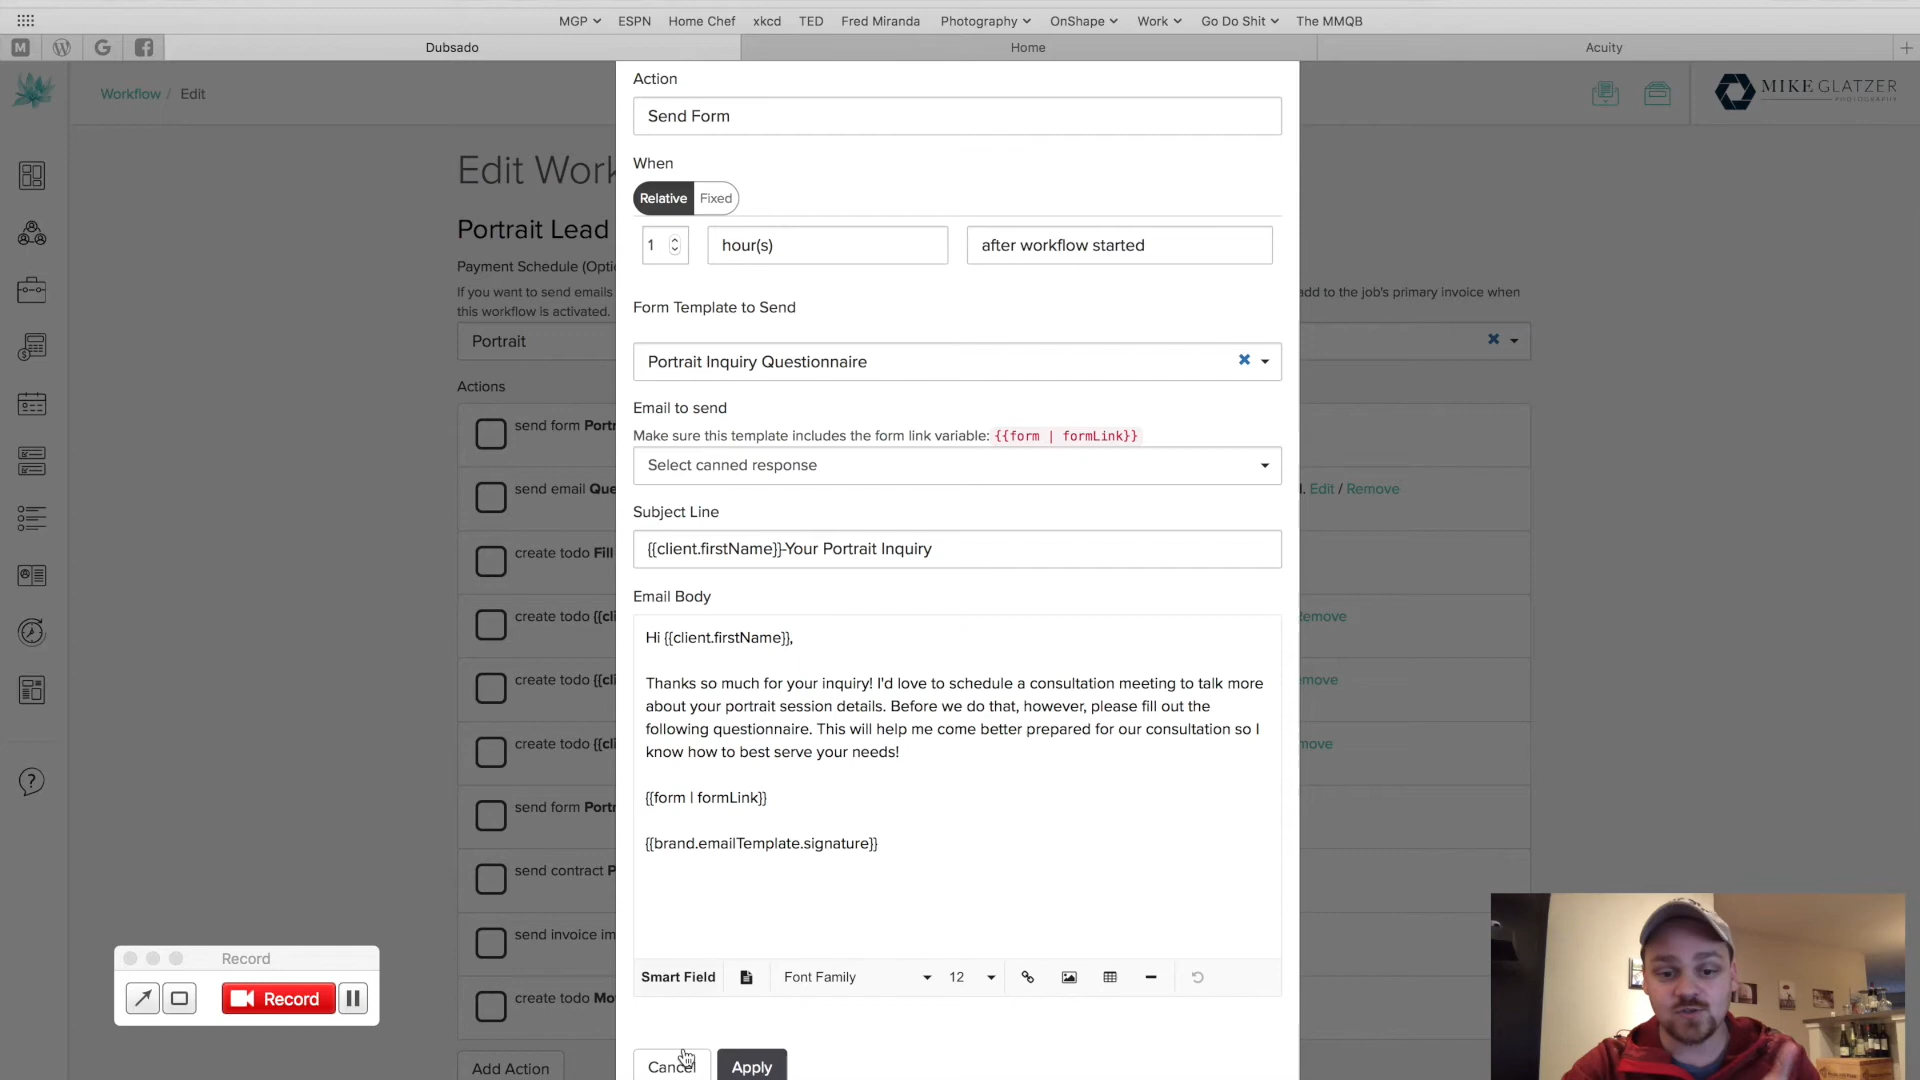 MGP ESPN Home Chef xkcd TED Fred Miranda Photography OnShape Work Go Do Shit The MMQB
M W G f Dubsado Home Acuity +
Workflow / Edit
MIKE GLATZER
PHOTOGRAPHY
Edit Work
Portrait Lead
Payment Schedule (Optio
If you want to send emails
add to the job's primary invoice when
this workflow is activated.
Portrait
Actions
send form Portr
send email Que
. Edit / Remove
create todo Fill
create todo {{cli
emove
create todo {{cli
move
create todo {{cli
move
send form Portr
send contract P
send invoice im
create todo Mov
Add Action
Action
Send Form
When
Relative Fixed
1 hour(s) after workflow started
Form Template to Send
Portrait Inquiry Questionnaire
Email to send
Make sure this template includes the form link variable: {{form | formLink}}
Select canned response
Subject Line
{{client.firstName}}-Your Portrait Inquiry
Email Body
Hi {{client.firstName}},
Thanks so much for your inquiry! I'd love to schedule a consultation meeting to talk more
about your portrait session details. Before we do that, however, please fill out the
following questionnaire. This will help me come better prepared for our consultation so I
know how to best serve your needs!
{{form | formLink}}
{{brand.emailTemplate.signature}}
Smart Field Font Family 12
Cancel Apply
Record
Record